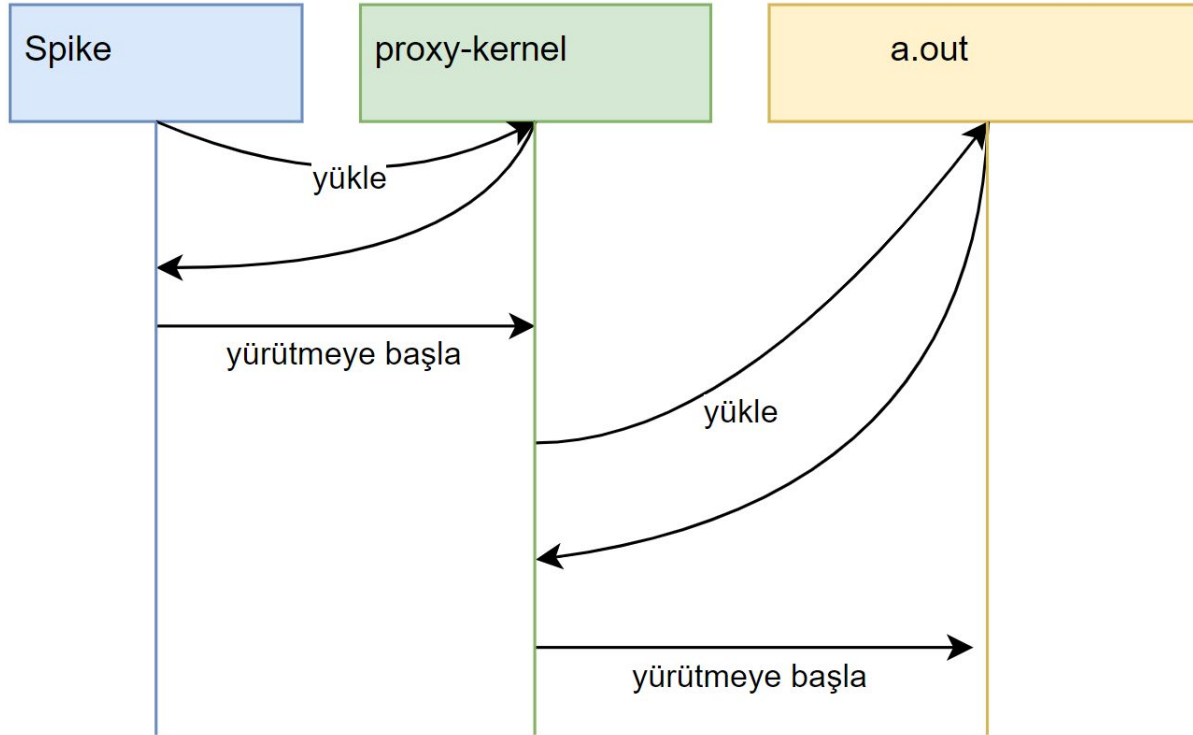 Spike
proxy-kernel
a.out
yükle
yürütmeye başla
yükle
yürütmeye başla